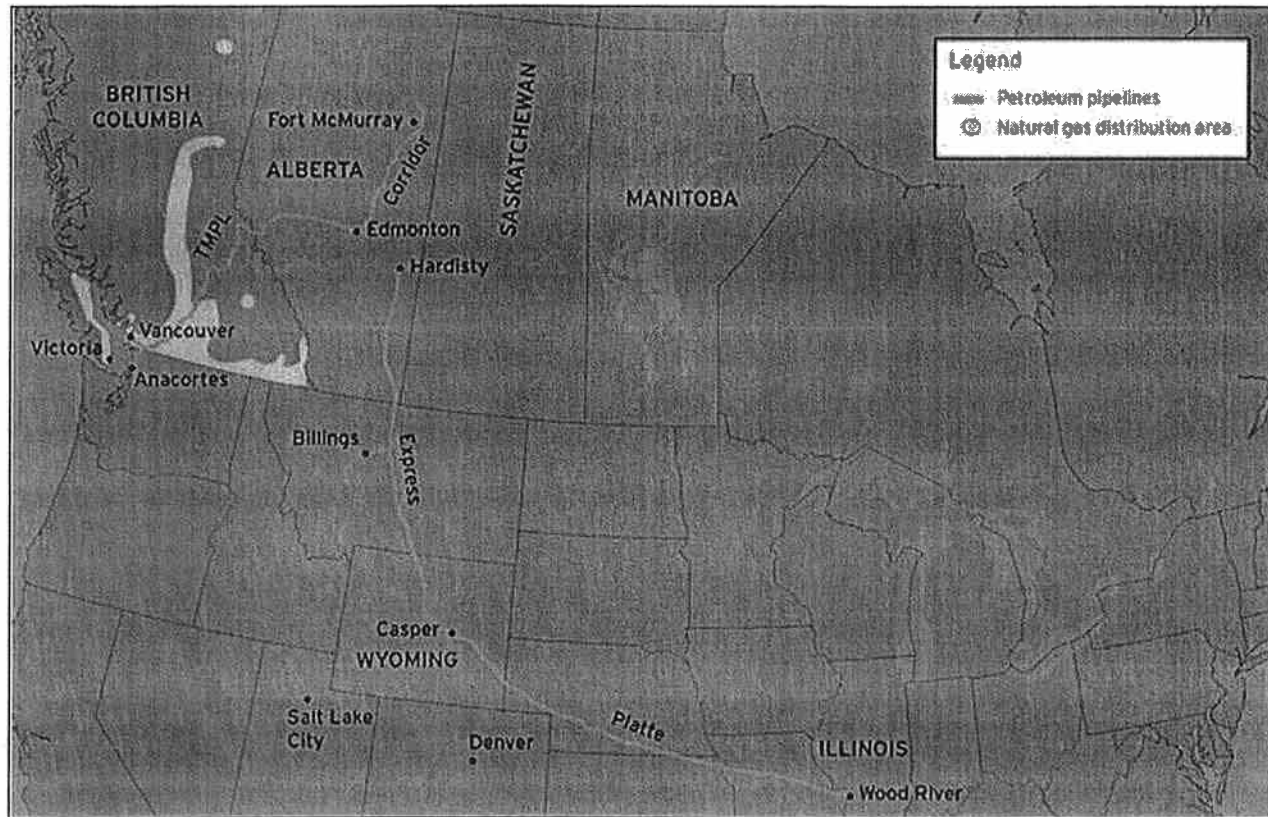 Legend
Petroleum pipelines
Natural gas distribution area
BRITISH
COLUMBIA
Fort McMurray
ALBERTA
Corridor
SASKATCHEWAN
MANITOBA
TMPL
Edmonton
Hardisty
Vancouver
Victoria
Anacortes
Billings
Express
Casper
WYOMING
Salt Lake
City
Denver
Platte
ILLINOIS
Wood River